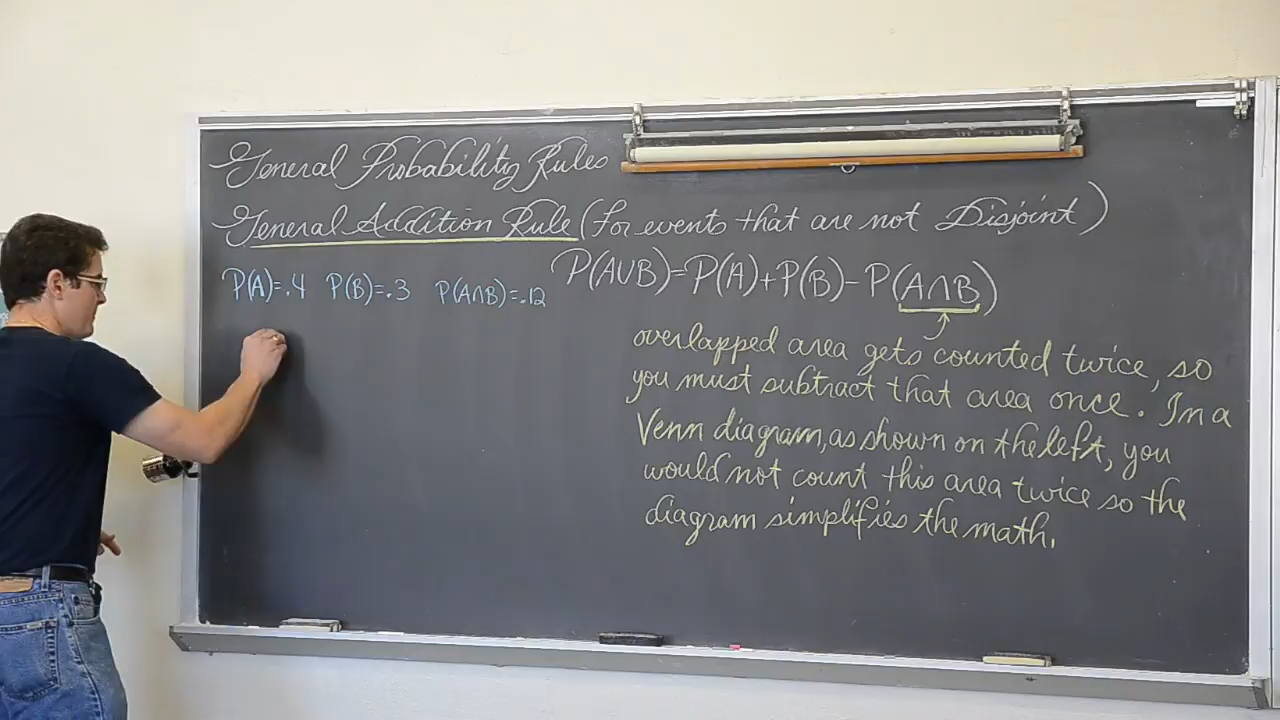 General Probability Rules
General Addition Rule (for events that are not Disjoint)
P(A)=.4 P(B)=.3 P(A∩B)=.12
P(A∪B)=P(A)+P(B)-P(A∩B)
overlapped area gets counted twice, so
you must subtract that area once. In a
Venn diagram, as shown on the left, you
would not count this area twice so the
diagram simplifies the math.